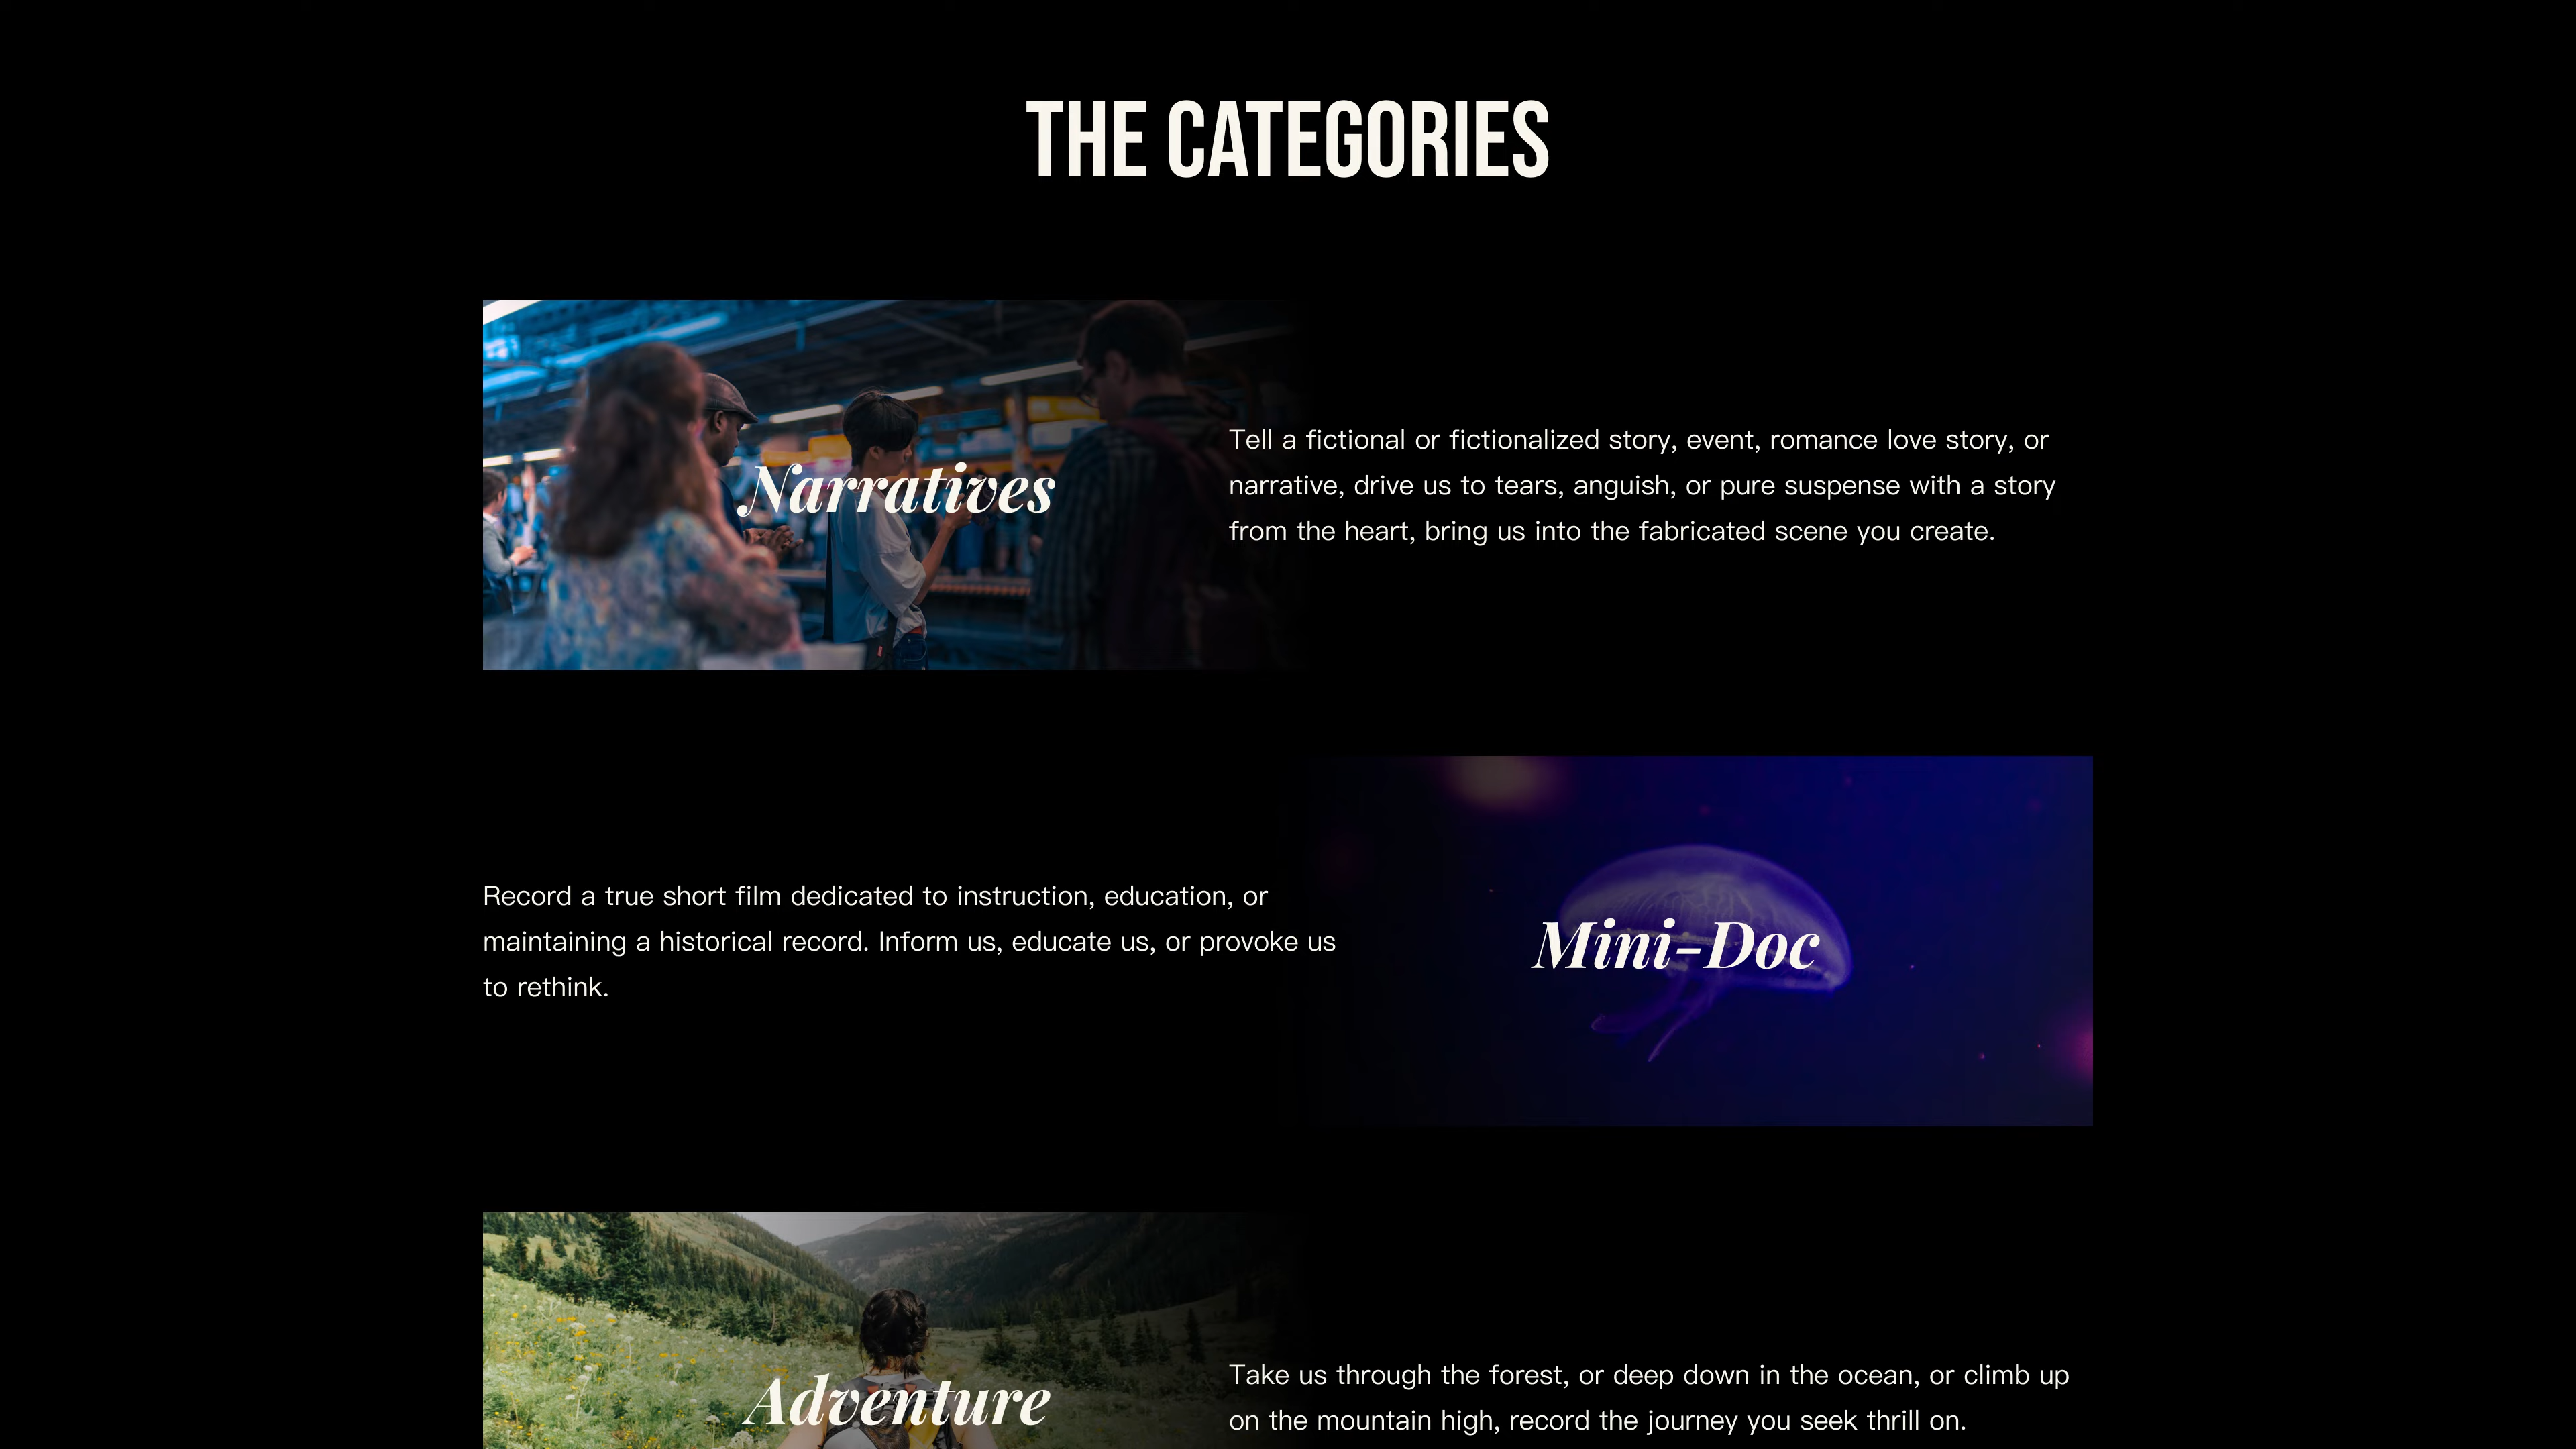 THE CATEGORIES
Narratives
Tell a fictional or fictionalized story, event, romance love story, or
narrative, drive us to tears, anguish, or pure suspense with a story
from the heart, bring us into the fabricated scene you create.
Record a true short film dedicated to instruction, education, or
maintaining a historical record. Inform us, educate us, or provoke us
to rethink.
Mini-Doc
Adventure
Take us through the forest, or deep down in the ocean, or climb up
on the mountain high, record the journey you seek thrill on.